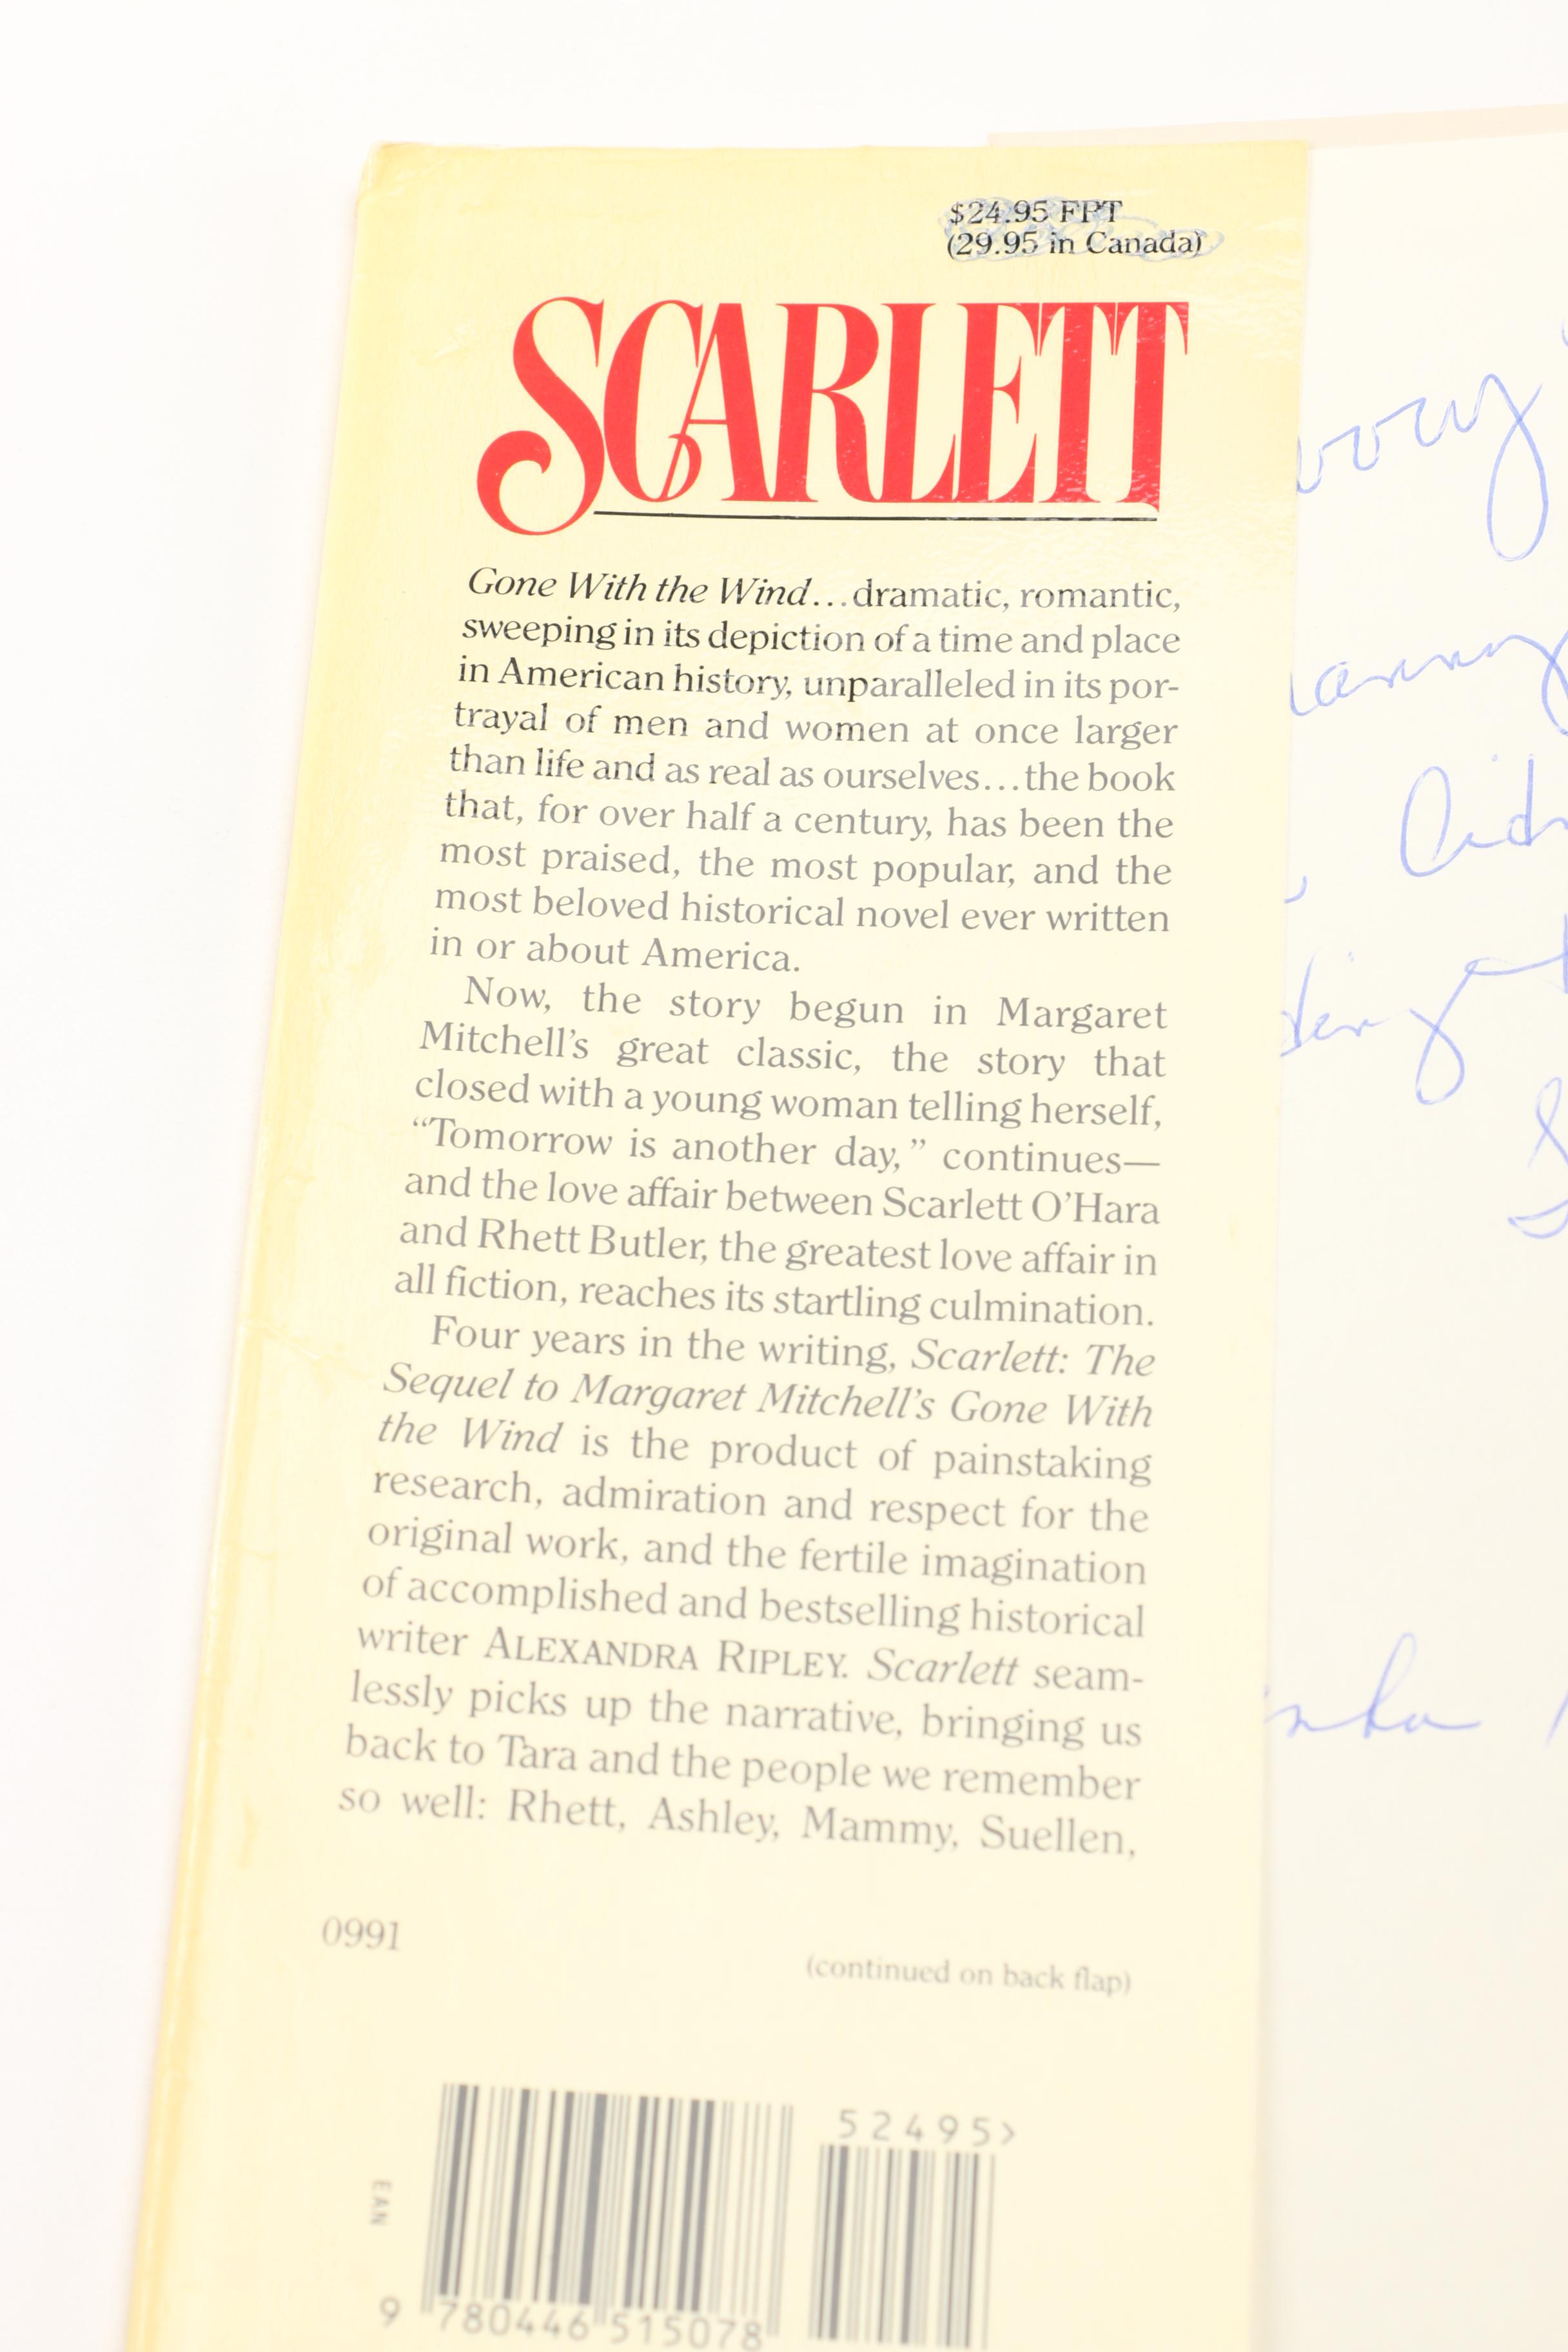 $24.95 FPT
(29.95 in Canada)
SCARLETT
Gone With the Wind...dramatic, romantic,
sweeping in its depiction of a time and place
in American history, unparalleled in its por-
trayal of men and women at once larger
than life and as real as ourselves...the book
that, for over half a century, has been the
most praised, the most popular, and the
most beloved historical novel ever written
in or about America.
Now, the story begun in Margaret
Mitchell's great classic, the story that
closed with a young woman telling herself,
“Tomorrow is another day,” continues—
and the love affair between Scarlett O'Hara
and Rhett Butler, the greatest love affair in
all fiction, reaches its startling culmination.
Four years in the writing, Scarlett: The
Sequel to Margaret Mitchell's Gone With
the Wind is the product of painstaking
research, admiration and respect for the
original work, and the fertile imagination
of accomplished and bestselling historical
writer ALEXANDRA RIPLEY. Scarlett seam-
lessly picks up the narrative, bringing us
back to Tara and the people we remember
so well: Rhett, Ashley, Mammy, Suellen,
0991
(continued on back flap)
52495>
EAN
9 780446 515078